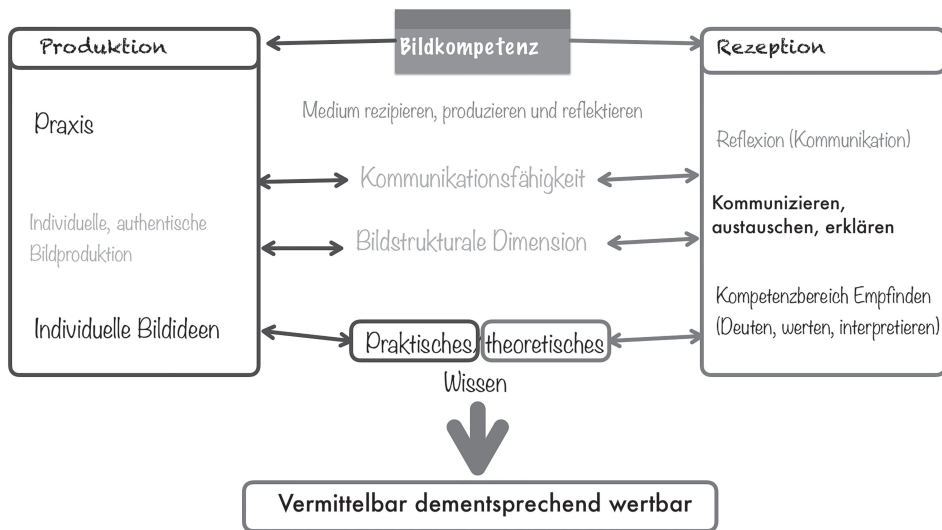 Produktion
Bildkompetenz
Rezeption
Medium rezipieren, produzieren und reflektieren
Praxis
Reflexion (Kommunikation)
Kommunikationsfähigkeit
Kommunizieren,
austauschen, erklären
Individuelle, authentische
Bildproduktion
Bildstrukturale Dimension
Kompetenzbereich Empfinden
(Deuten, werten, interpretieren)
Individuelle Bildideen
Praktisches/ theoretisches
Wissen
Vermittelbar dementsprechend wertbar